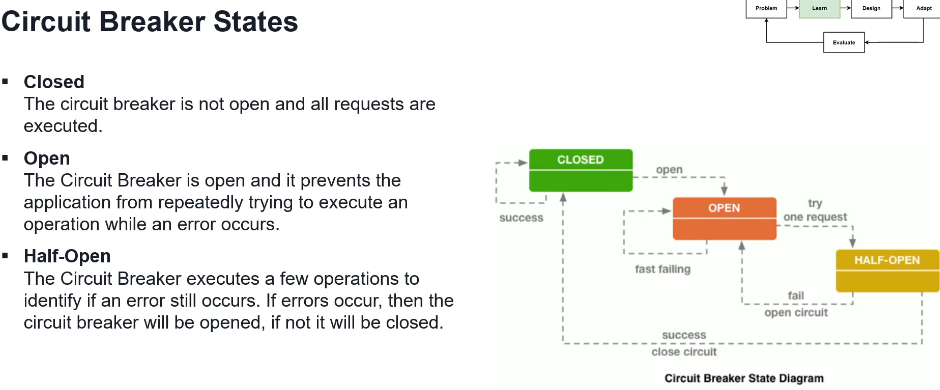 Circuit Breaker States
Problem
Learn
Design
Adapt
Evaluate
▪ Closed
The circuit breaker is not open and all requests are
executed.
▪ Open
The Circuit Breaker is open and it prevents the
application from repeatedly trying to execute an
operation while an error occurs.
▪ Half-Open
The Circuit Breaker executes a few operations to
identify if an error still occurs. If errors occur, then the
circuit breaker will be opened, if not it will be closed.
CLOSED
open
success
OPEN
try
one request
fast failing
HALF-OPEN
fail
open circuit
success
close circuit
Circuit Breaker State Diagram